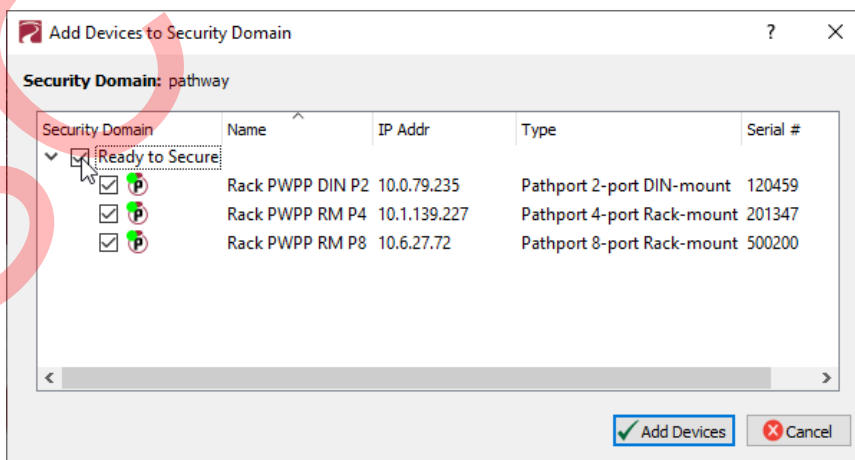 Add Devices to Security Domain
Security Domain: pathway
Security Domain Name IP Addr Type Serial #
Ready to Secure
Rack PWPP DIN P2 10.0.79.235 Pathport 2-port DIN-mount 120459
Rack PWPP RM P4 10.1.139.227 Pathport 4-port Rack-mount 201347
Rack PWPP RM P8 10.6.27.72 Pathport 8-port Rack-mount 500200
Add Devices Cancel